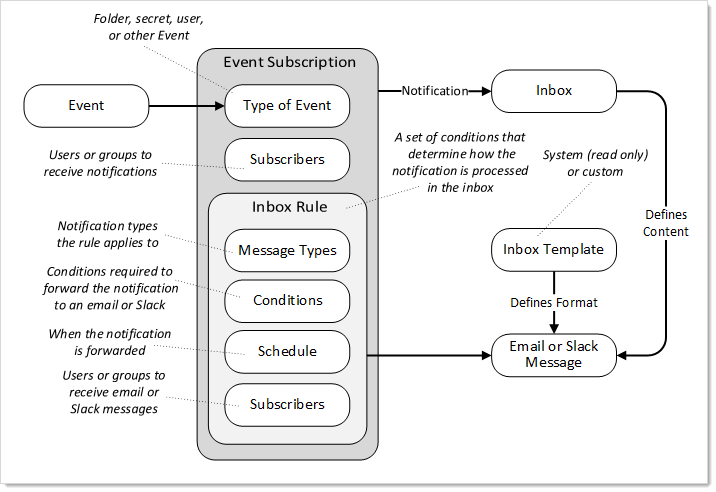 Folder, secret, user,
or other Event
Event Subscription
Event
Type of Event
Notification
Inbox
Users or groups to
receive notifications
Subscribers
A set of conditions that
determine how the
notification is processed
in the inbox
System (read only)
or custom
Inbox Rule
Notification types
the rule applies to
Message Types
Inbox Template
Defines
Content
Conditions required to
forward the notification
to an email or Slack
Conditions
Defines Format
When the notification
is forwarded
Schedule
Email or Slack
Message
Users or groups to
receive email or
Slack messages
Subscribers